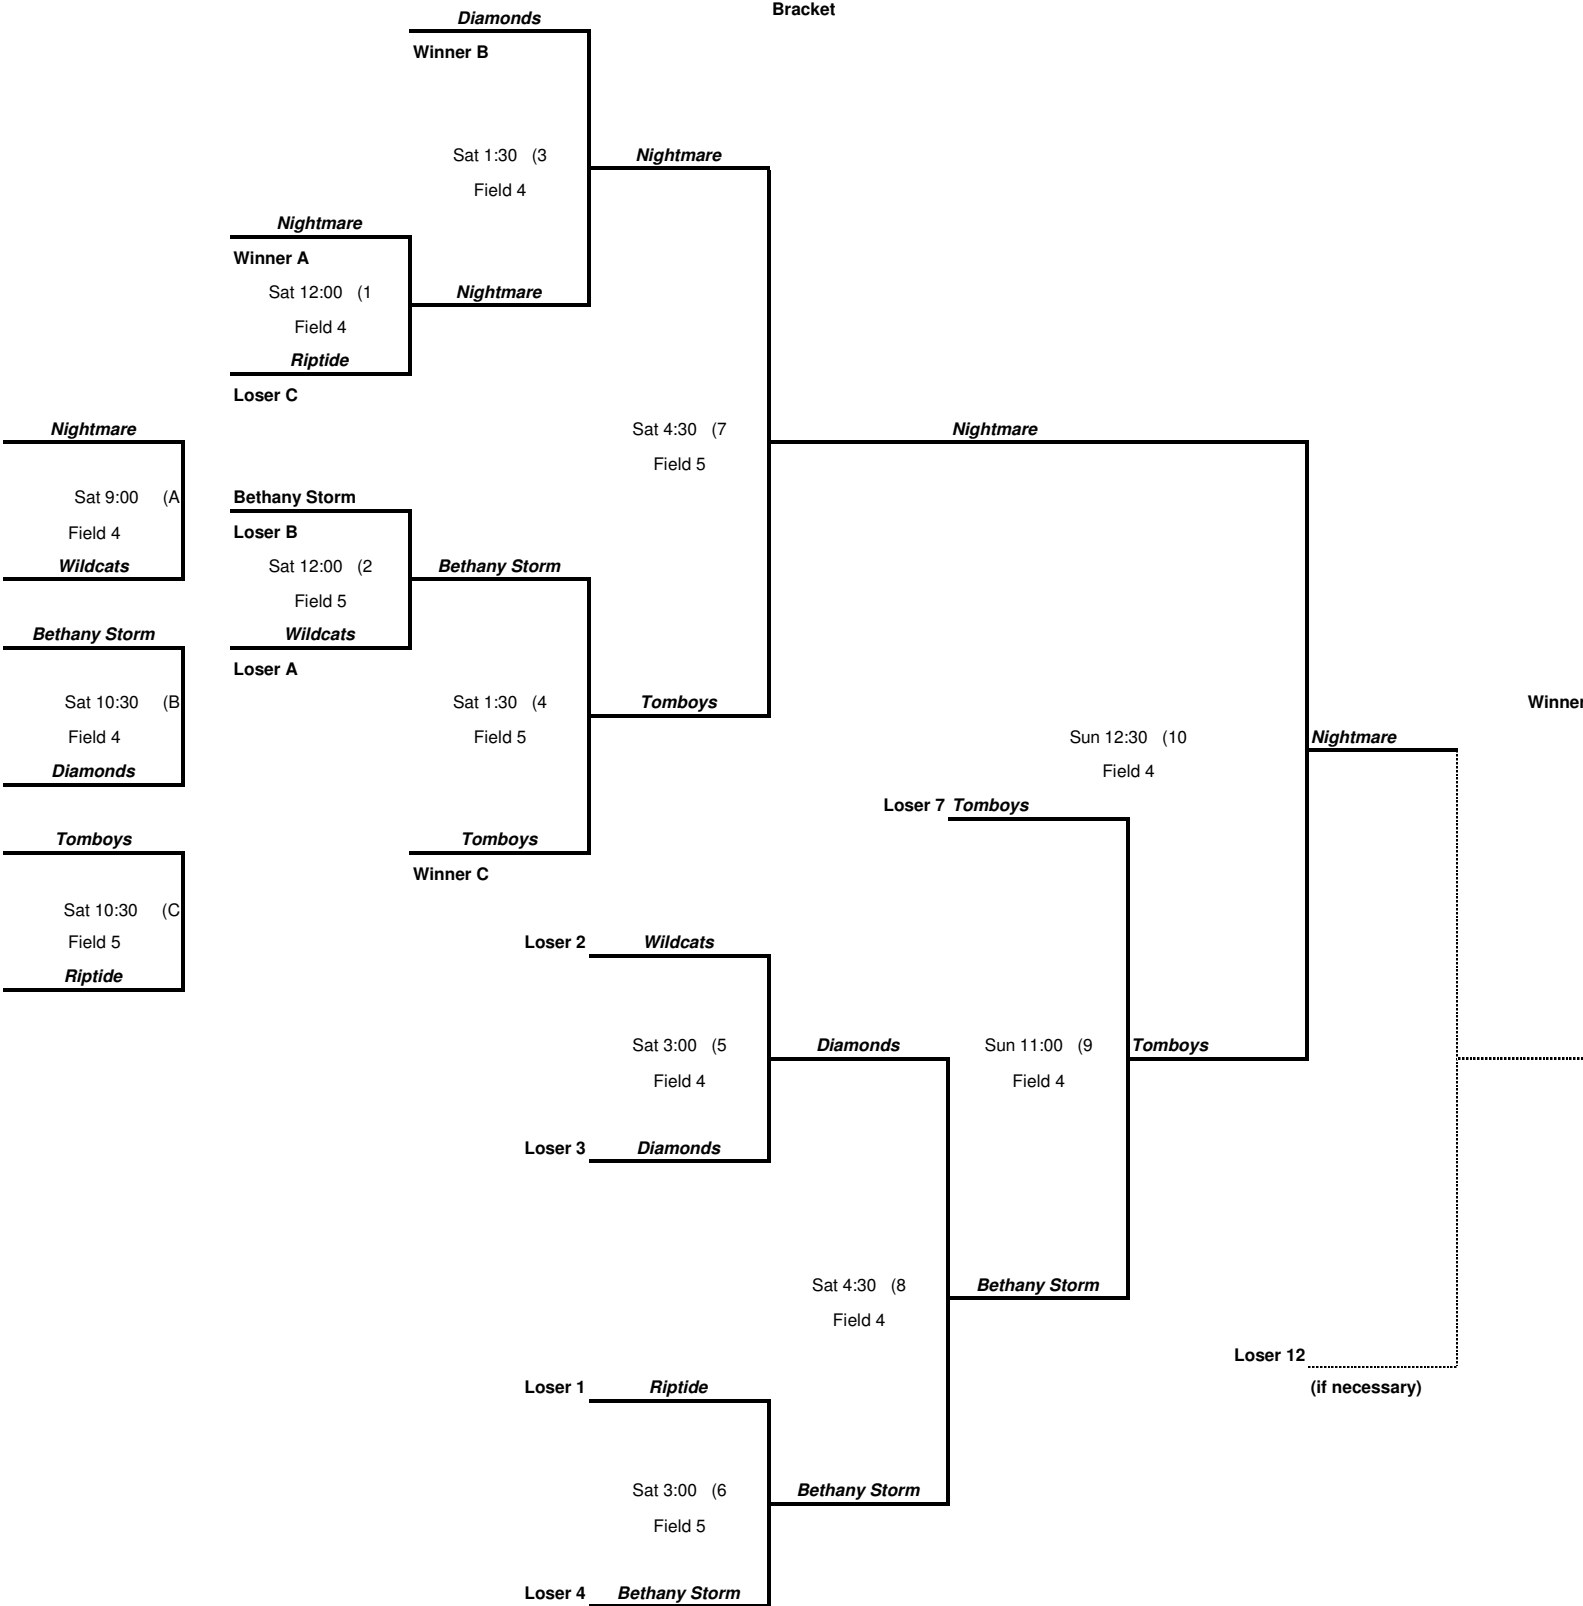 Bracket
Diamonds
Winner B
Sat 1:30 (3
Nightmare
Field 4
Nightmare
Winner A
Sat 12:00 (1
Nightmare
Field 4
Riptide
Loser C
Nightmare
Sat 4:30 (7
Nightmare
Field 5
Sat 9:00 (A
Bethany Storm
Field 4
Loser B
Wildcats
Sat 12:00 (2
Bethany Storm
Field 5
Bethany Storm
Wildcats
Loser A
Sat 10:30 (B
Sat 1:30 (4
Tomboys
Winner
Field 4
Field 5
Sun 12:30 (10
Nightmare
Diamonds
Field 4
Loser 7 Tomboys
Tomboys
Tomboys
Winner C
Sat 10:30 (C
Field 5
Loser 2 Wildcats
Riptide
Sat 3:00 (5
Diamonds
Sun 11:00 (9
Tomboys
Field 4
Field 4
Loser 3 Diamonds
Sat 4:30 (8
Bethany Storm
Field 4
Loser 12
(if necessary)
Loser 1 Riptide
Sat 3:00 (6
Bethany Storm
Field 5
Loser 4 Bethany Storm